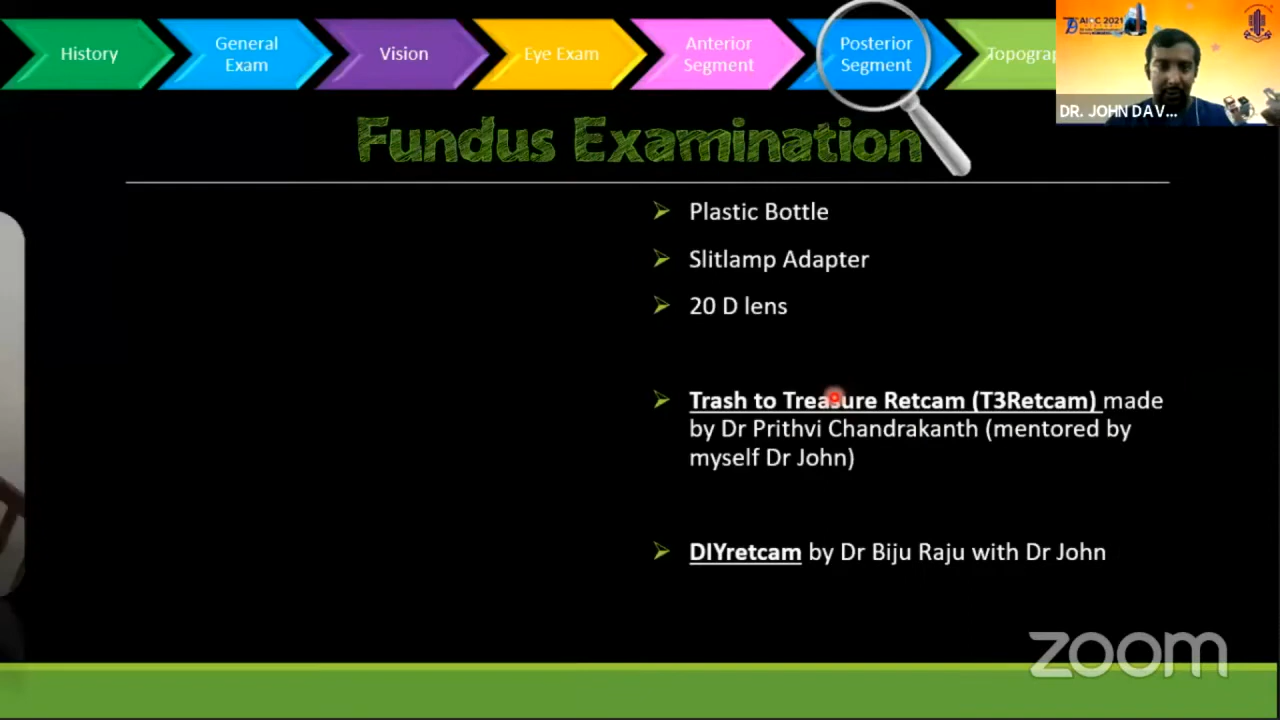 History
General
Exam
Vision
Eye Exam
Anterior
Segment
Posterior
Segment
AIOC 2021
DR. JOHN DAV...
Fundus Examination
Plastic Bottle
Slitlamp Adapter
20 D lens
Trash to Treasure Retcam (T3Retcam) made
by Dr Prithvi Chandrakanth (mentored by
myself Dr John)
DIYretcam by Dr Biju Raju with Dr John
zoom